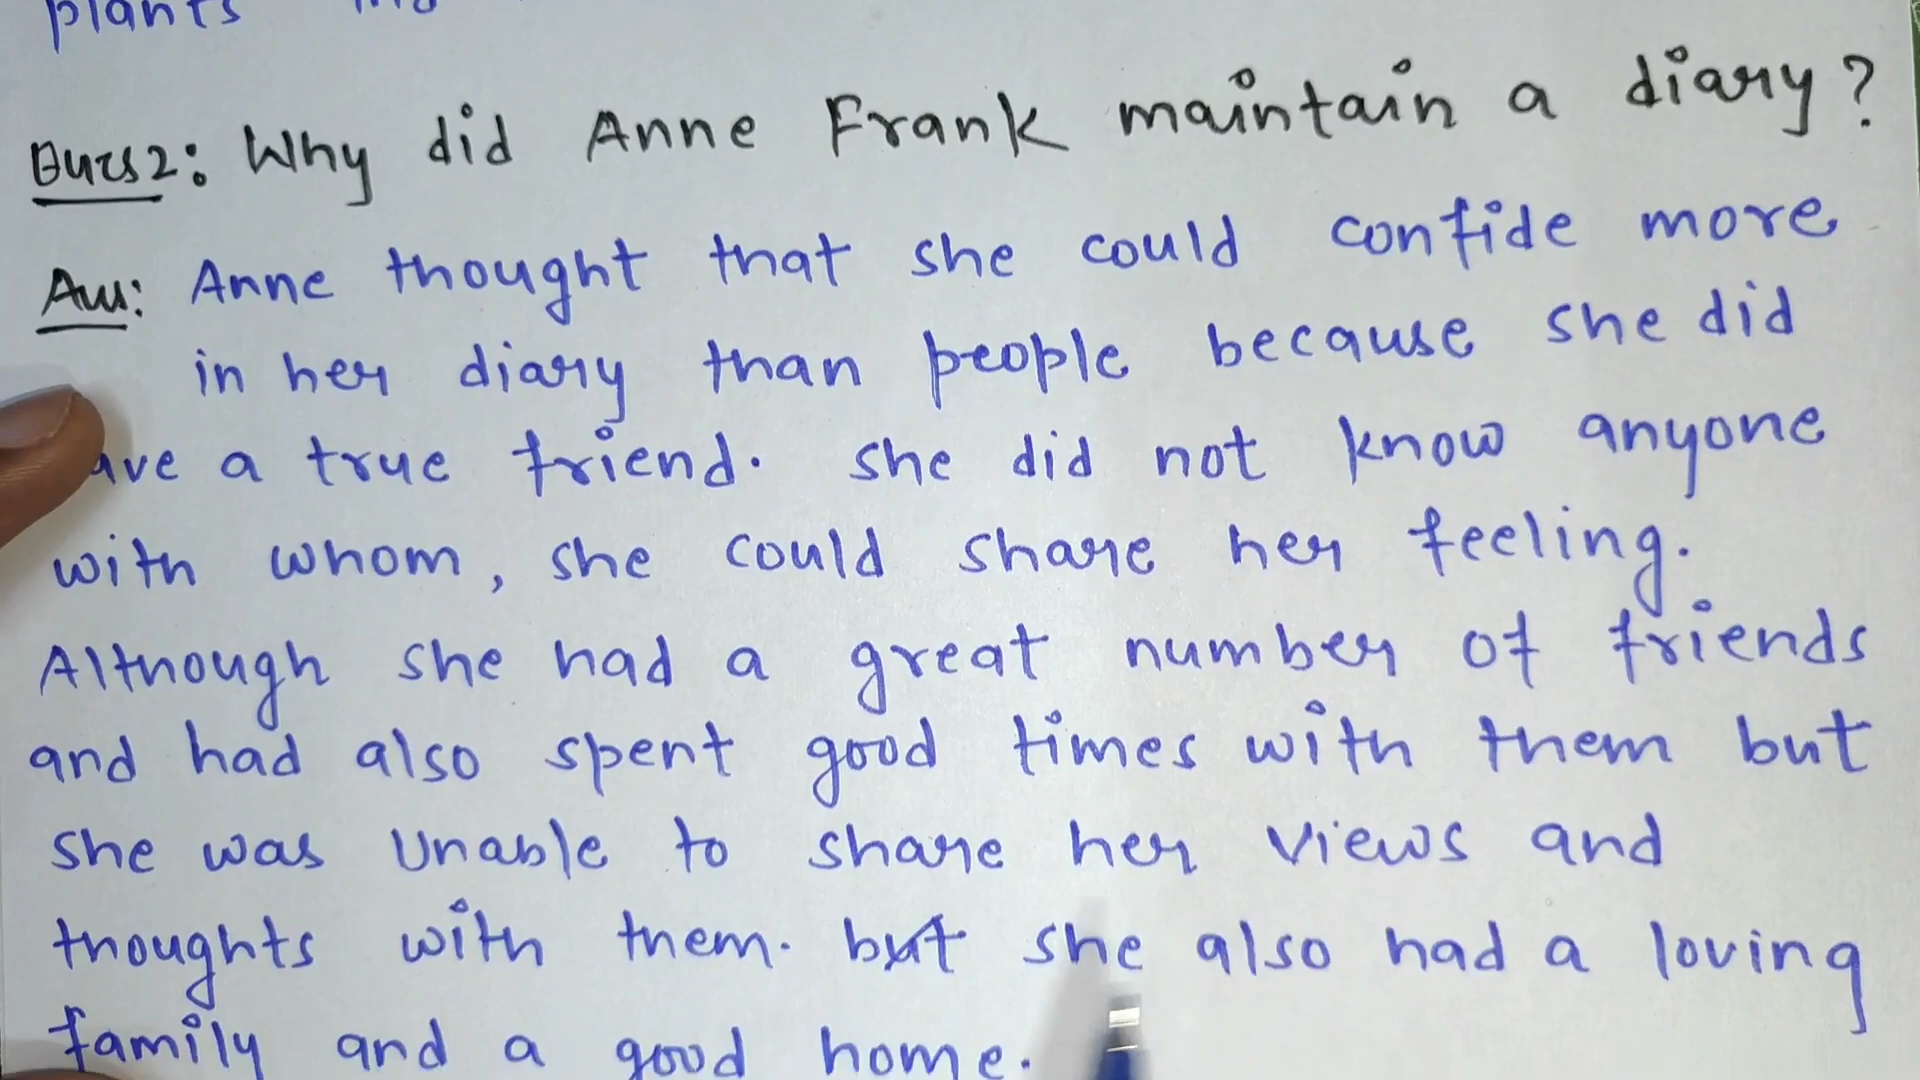 plants
Ques 2: Why did Anne Frank maintain a diary?
Ans: Anne thought that she could confide more
in her diary than people because she did
ave a true friend. she did not know anyone
with whom, she could share her feeling.
Although she had a great number of friends
and had also spent good times with them but
she was unable to share her views and
thoughts with them. but she also had a loving
family and a good home.